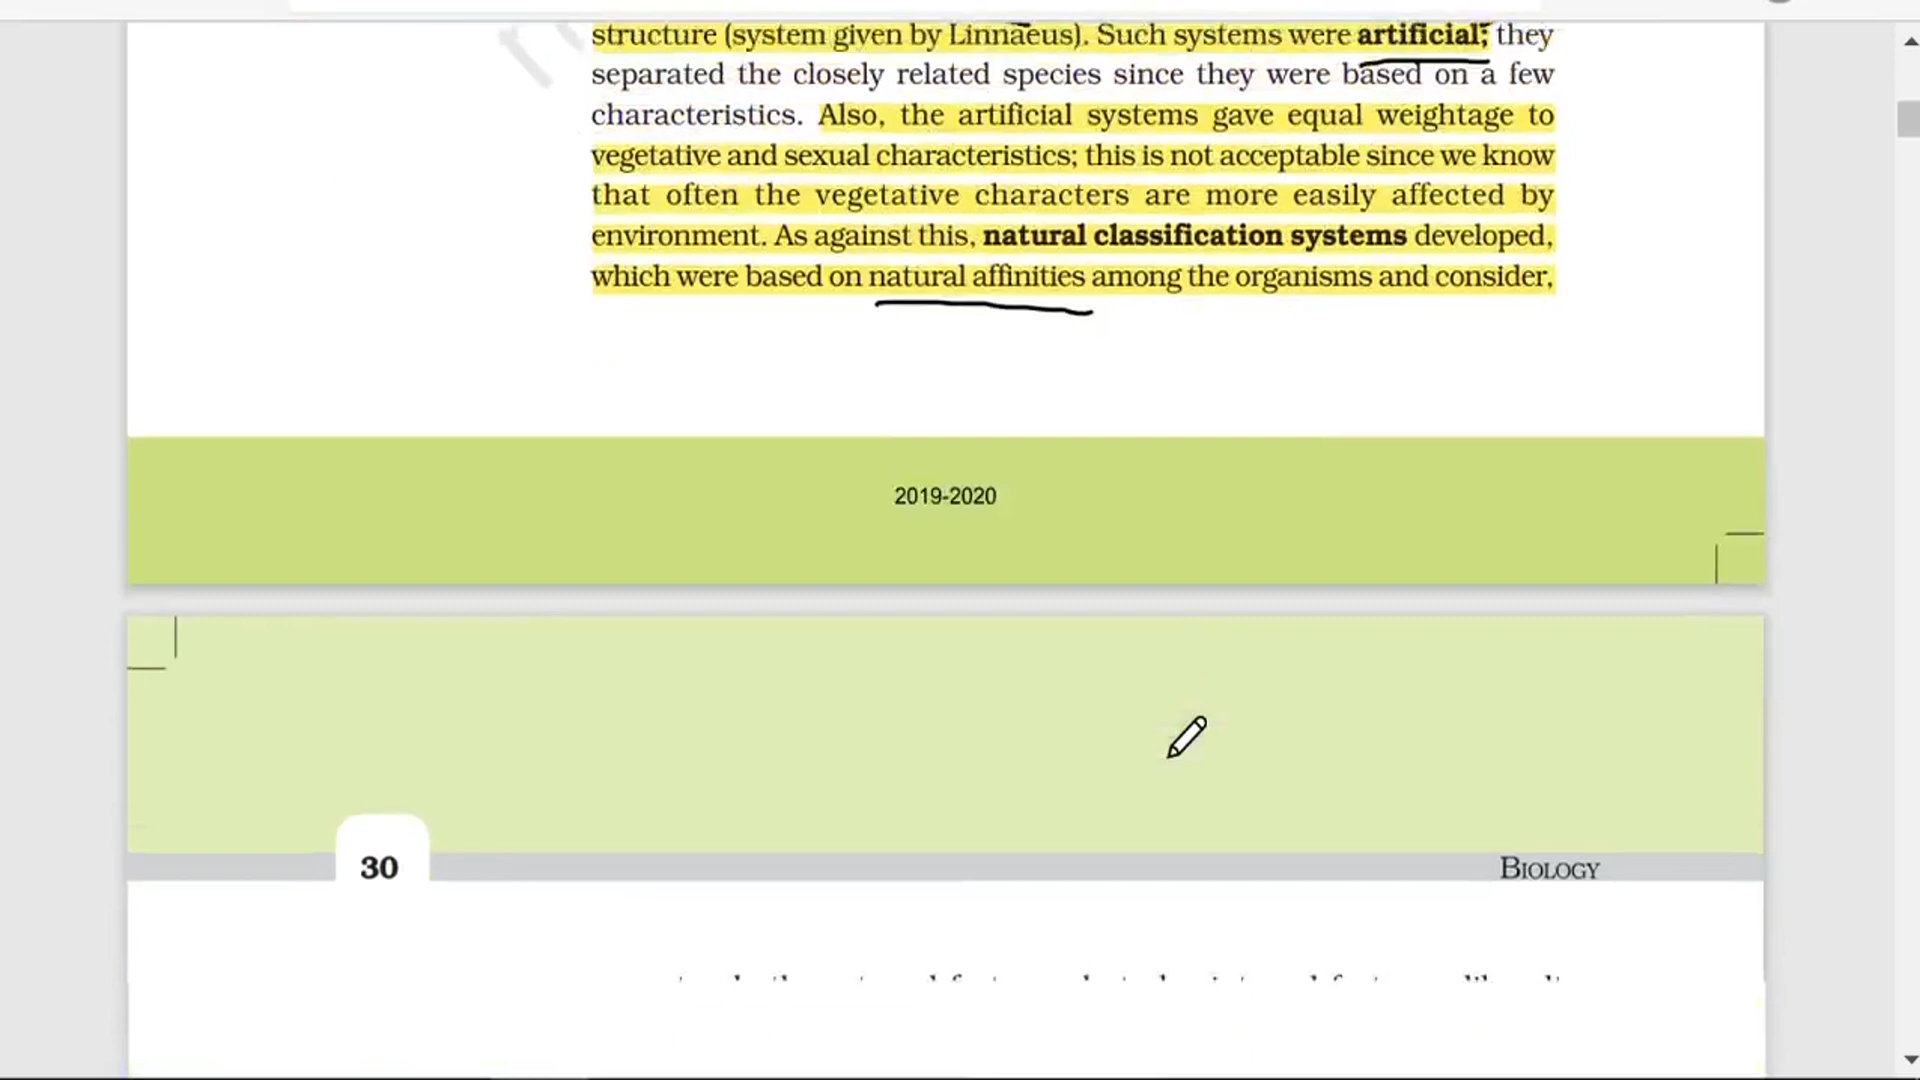 structure (system given by Linnaeus). Such systems were artificial; they
separated the closely related species since they were based on a few
characteristics. Also, the artificial systems gave equal weightage to
vegetative and sexual characteristics; this is not acceptable since we know
that often the vegetative characters are more easily affected by
environment. As against this, natural classification systems developed,
which were based on natural affinities among the organisms and consider,
2019-2020
30
BIOLOGY